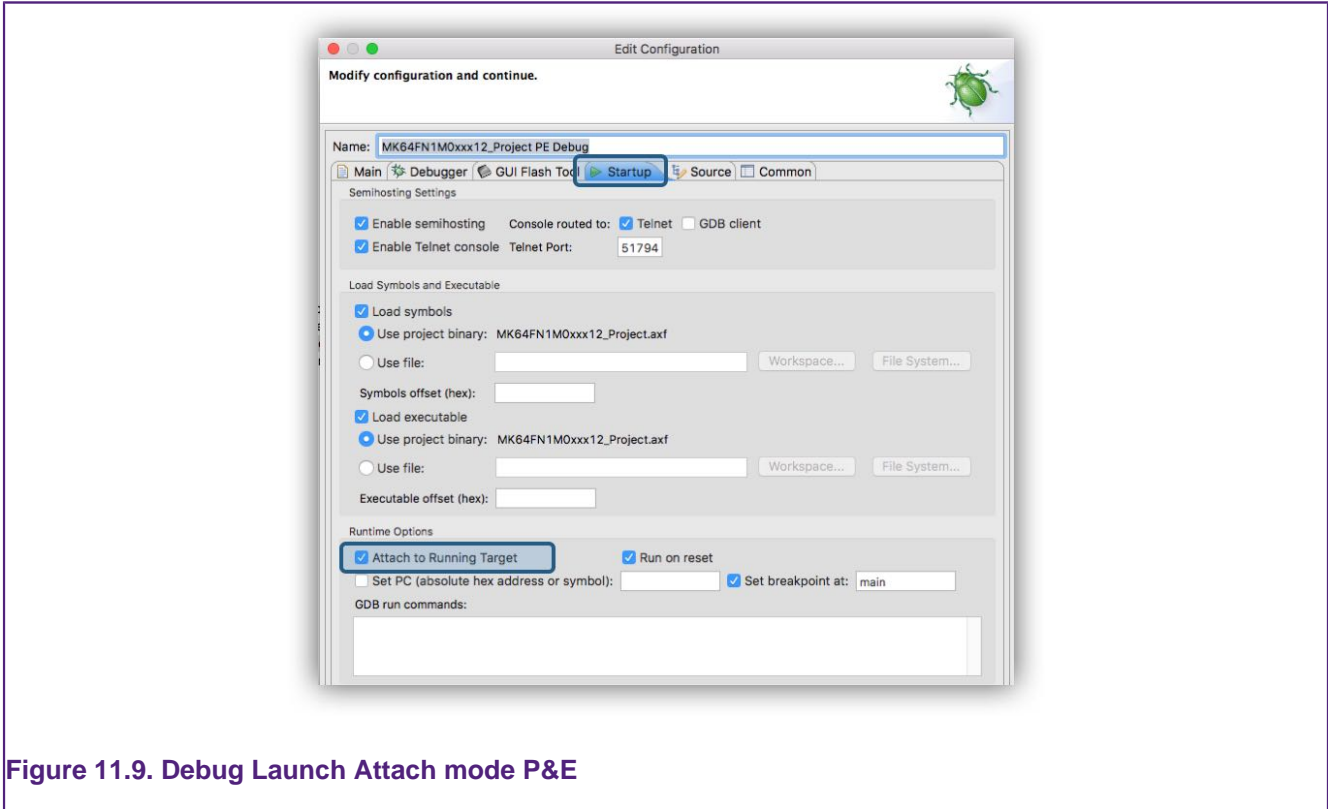 Edit Configuration
Modify configuration and continue.
Name: MK64FN1M0xxx12_Project PE Debug
Main Debugger GUI Flash Tool Startup Source Common
Semihosting Settings
Enable semihosting Console routed to: Telnet GDB client
Enable Telnet console Telnet Port: 51794
Load Symbols and Executable
Load symbols
Use project binary: MK64FN1M0xxx12_Project.axf
Use file: Workspace... File System...
Symbols offset (hex):
Load executable
Use project binary: MK64FN1M0xxx12_Project.axf
Use file: Workspace... File System...
Executable offset (hex):
Runtime Options
Attach to Running Target Run on reset
Set PC (absolute hex address or symbol): Set breakpoint at: main
GDB run commands:
Figure 11.9. Debug Launch Attach mode P&E